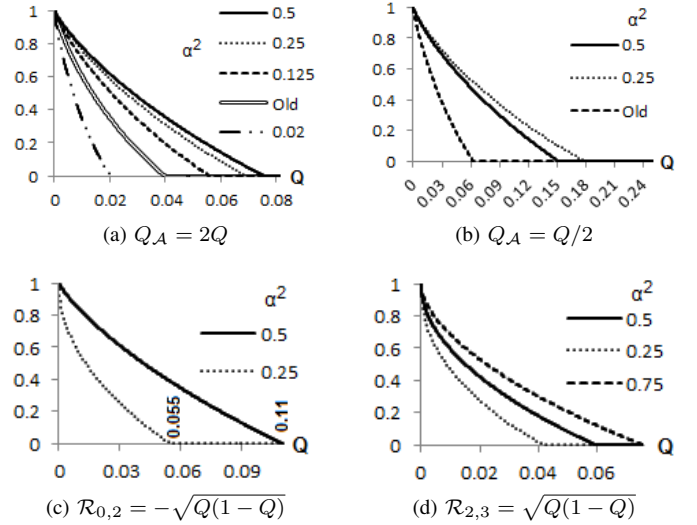 1
0.8
0.6
0.4
0.2
0
0 0.02 0.04 0.06 0.08
Q
α²
0.5
0.25
0.125
Old
0.02
(a) Q_A = 2Q
1
0.8
0.6
0.4
0.2
0
0 0.03 0.06 0.09 0.12 0.15 0.18 0.21 0.24
Q
α²
0.5
0.25
Old
(b) Q_A = Q/2
1
0.8
0.6
0.4
0.2
0
0 0.03 0.06 0.09
Q
α²
0.5
0.25
0.055
0.11
(c) R_{0,2} = −√Q(1 − Q)
1
0.8
0.6
0.4
0.2
0
0 0.02 0.04 0.06
Q
α²
0.5
0.25
0.75
(d) R_{2,3} = √Q(1 − Q)